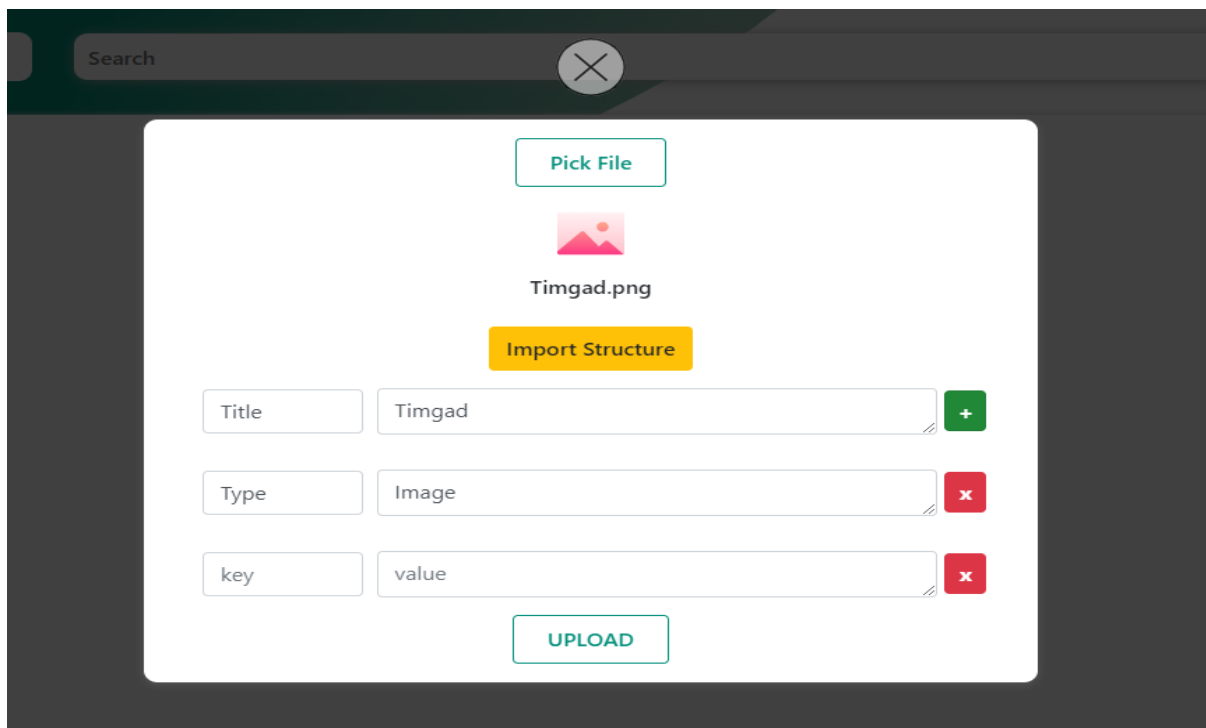 Search
Pick File
Timgad.png
Import Structure
Title Timgad +
Type Image x
key value x
UPLOAD